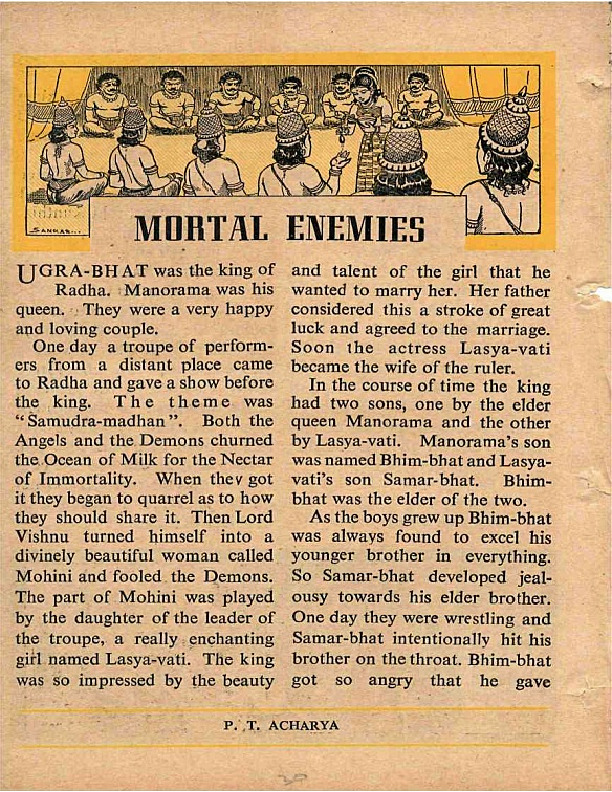 MORTAL ENEMIES
UGRA-BHAT was the king of
Radha. Manorama was his
queen. They were a very happy
and loving couple.
One day a troupe of perform-
ers from a distant place came
to Radha and gave a show before
the king. The theme was
"Samudra-madhan". Both the
Angels and the Demons churned
the Ocean of Milk for the Nectar
of Immortality. When they got
it they began to quarrel as to how
they should share it. Then Lord
Vishnu turned himself into a
divinely beautiful woman called
Mohini and fooled the Demons.
The part of Mohini was played
by the daughter of the leader of
the troupe, a really enchanting
girl named Lasya-vati. The king
was so impressed by the beauty
and talent of the girl that he
wanted to marry her. Her father
considered this a stroke of great
luck and agreed to the marriage.
Soon the actress Lasya-vati
became the wife of the ruler.
In the course of time the king
had two sons, one by the elder
queen Manorama and the other
by Lasya-vati. Manorama's son
was named Bhim-bhat and Lasya-
vati's son Samar-bhat. Bhim-
bhat was the elder of the two.
As the boys grew up Bhim-bhat
was always found to excel his
younger brother in everything.
So Samar-bhat developed jeal-
ousy towards his elder brother.
One day they were wrestling and
Samar-bhat intentionally hit his
brother on the throat. Bhim-bhat
got so angry that he gave
P. T. ACHARYA
30